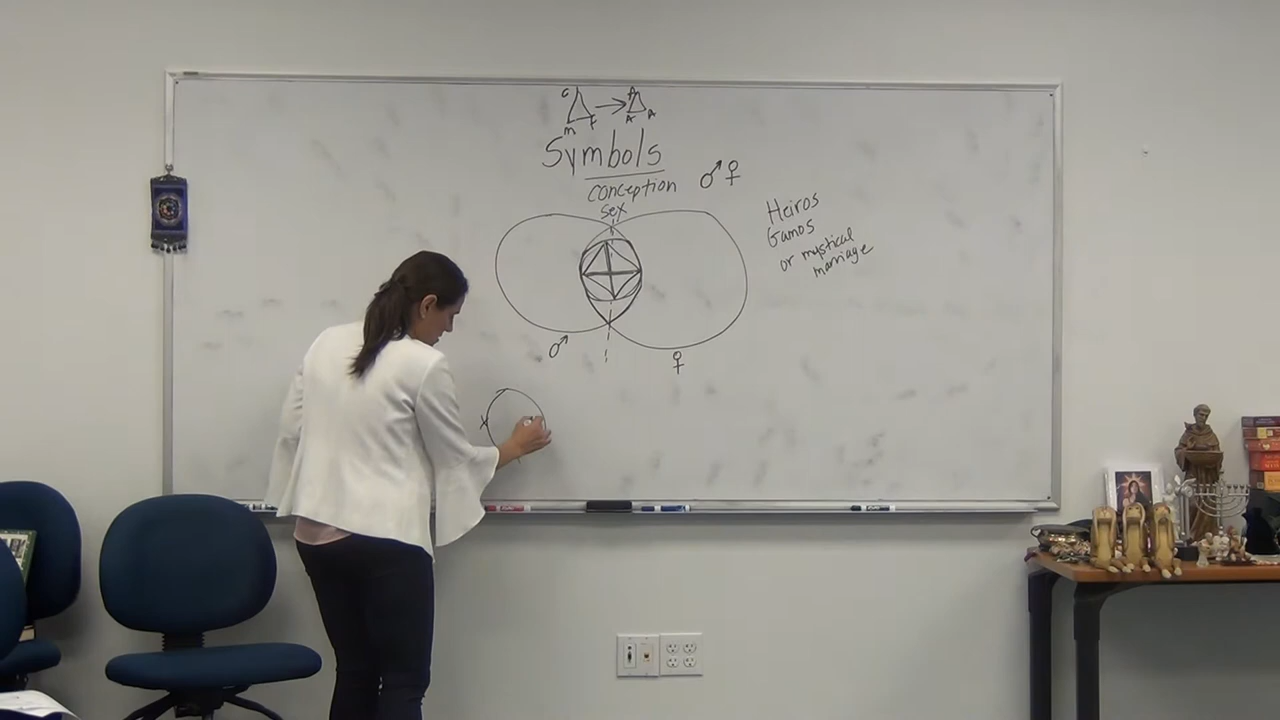 C
M F
A
A A
Symbols
conception
♂♀
sex
Heiros
Gamos
or mystical
marriage
♂
♀
X